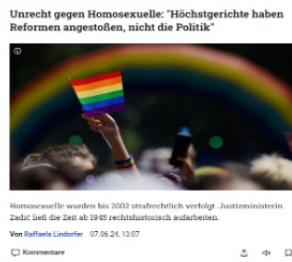 Unrecht gegen Homosexuelle: "Höchstgerichte haben
Reformen angestoßen, nicht die Politik"
Homosexuelle wurden bis 2002 strafrechtlich verfolgt. Justizministerin
Zadić ließ die Zeit ab 1945 rechtshistorisch aufarbeiten.
Von Raffaela Lindorfer 07.06.24, 13:07
Kommentare